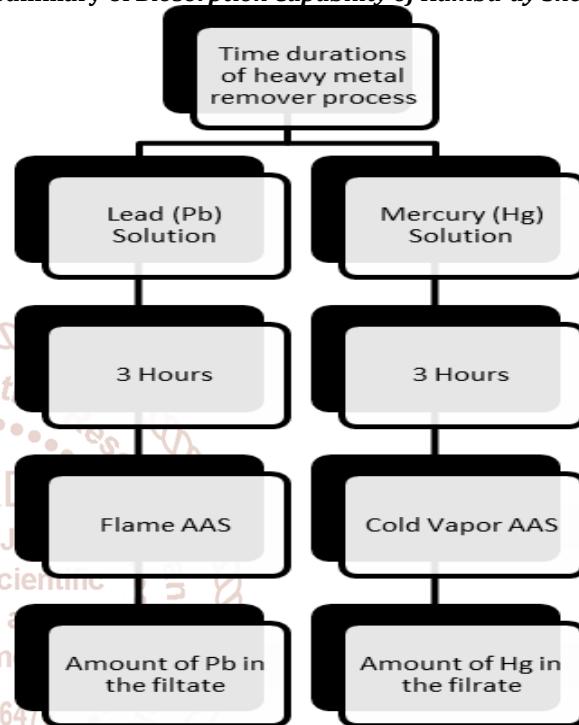 Time durations
of heavy metal
remover process
Lead (Pb)
Solution
Mercury (Hg)
Solution
3 Hours
3 Hours
Flame AAS
Cold Vapor AAS
Amount of Pb in
the filtate
Amount of Hg in
the filrate